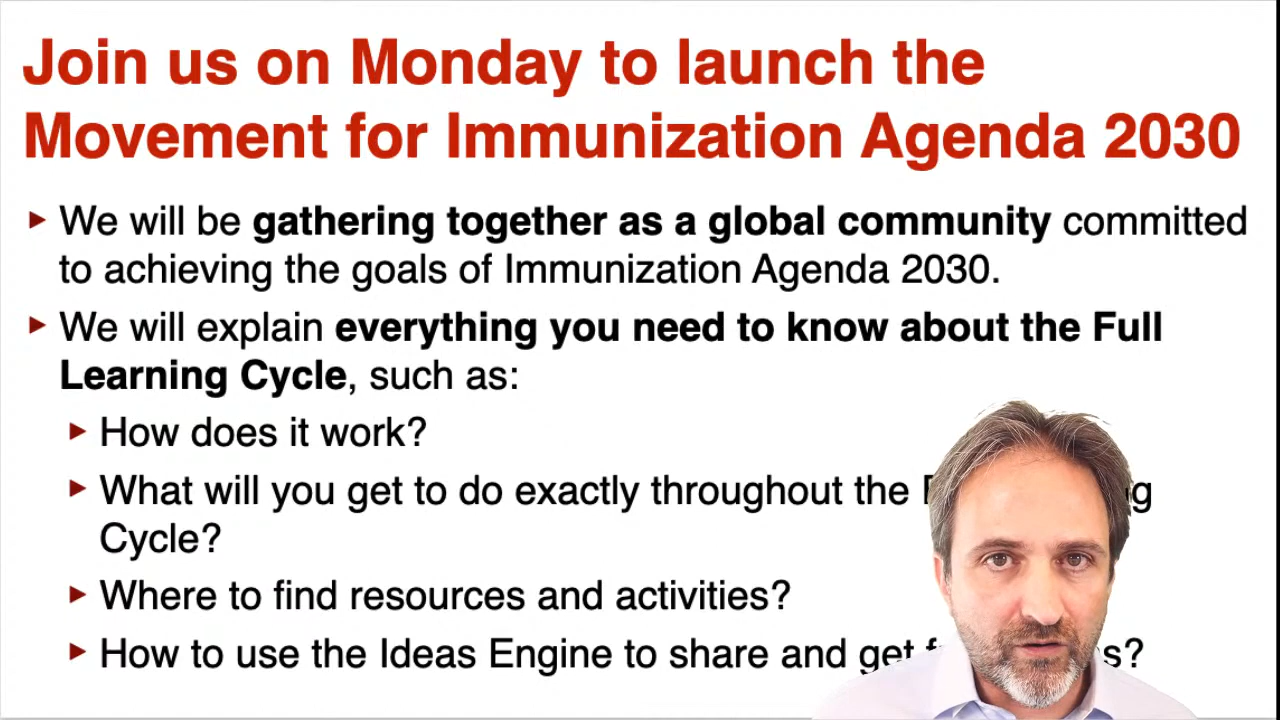 Join us on Monday to launch the
Movement for Immunization Agenda 2030
▸ We will be gathering together as a global community committed
to achieving the goals of Immunization Agenda 2030.
▸ We will explain everything you need to know about the Full
Learning Cycle, such as:
▸ How does it work?
▸ What will you get to do exactly throughout the
Cycle?
▸ Where to find resources and activities?
▸ How to use the Ideas Engine to share and get